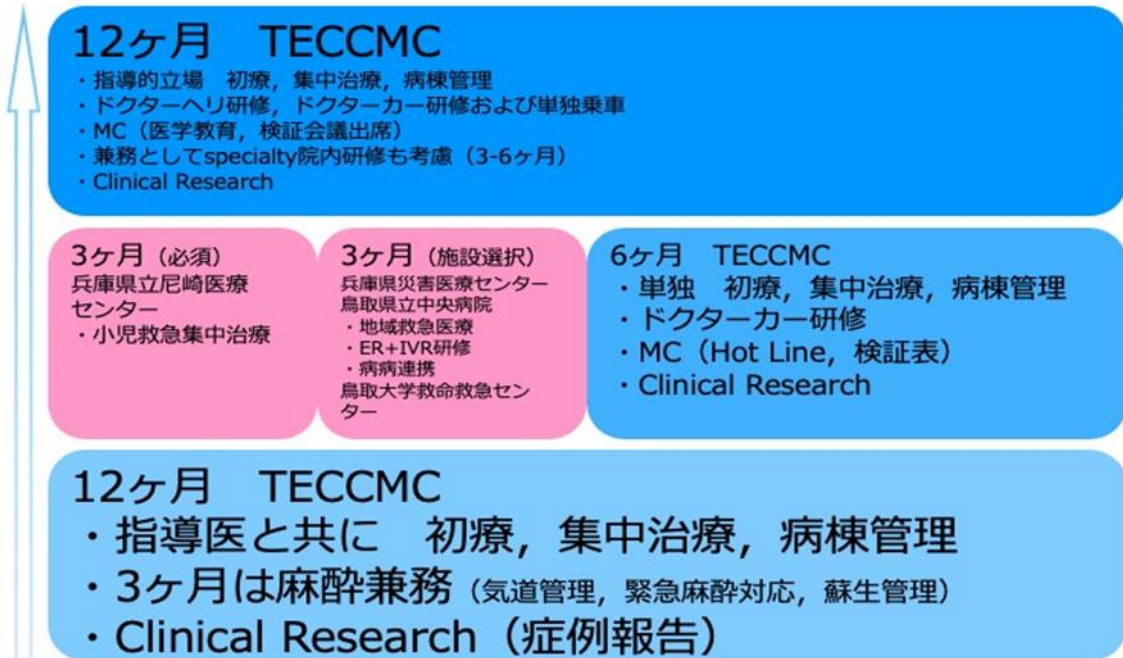 12ヶ月　TECCMC
・指導的立場　初療，集中治療，病棟管理
・ドクターヘリ研修，ドクターカー研修および単独乗車
・MC（医学教育，検証会議出席）
・兼務としてspecialty院内研修も考慮（3-6ヶ月）
・Clinical Research
3ヶ月（必須）
兵庫県立尼崎医療
センター
・小児救急集中治療
3ヶ月（施設選択）
兵庫県災害医療センター
鳥取県立中央病院
・地域救急医療
・ER+IVR研修
・病病連携
鳥取大学救命救急セン
ター
6ヶ月　TECCMC
・単独　初療，集中治療，病棟管理
・ドクターカー研修
・MC（Hot Line，検証表）
・Clinical Research
12ヶ月　TECCMC
・指導医と共に　初療，集中治療，病棟管理
・3ヶ月は麻酔兼務（気道管理，緊急麻酔対応，蘇生管理）
・Clinical Research（症例報告）